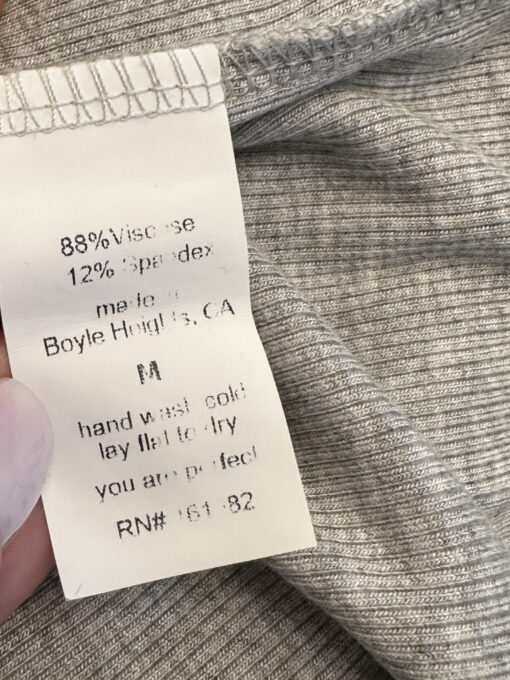 88% Viscose
12% Spandex
made in
Boyle Heights, CA
M
hand wash cold
lay flat to dry
you are perfect
RN#